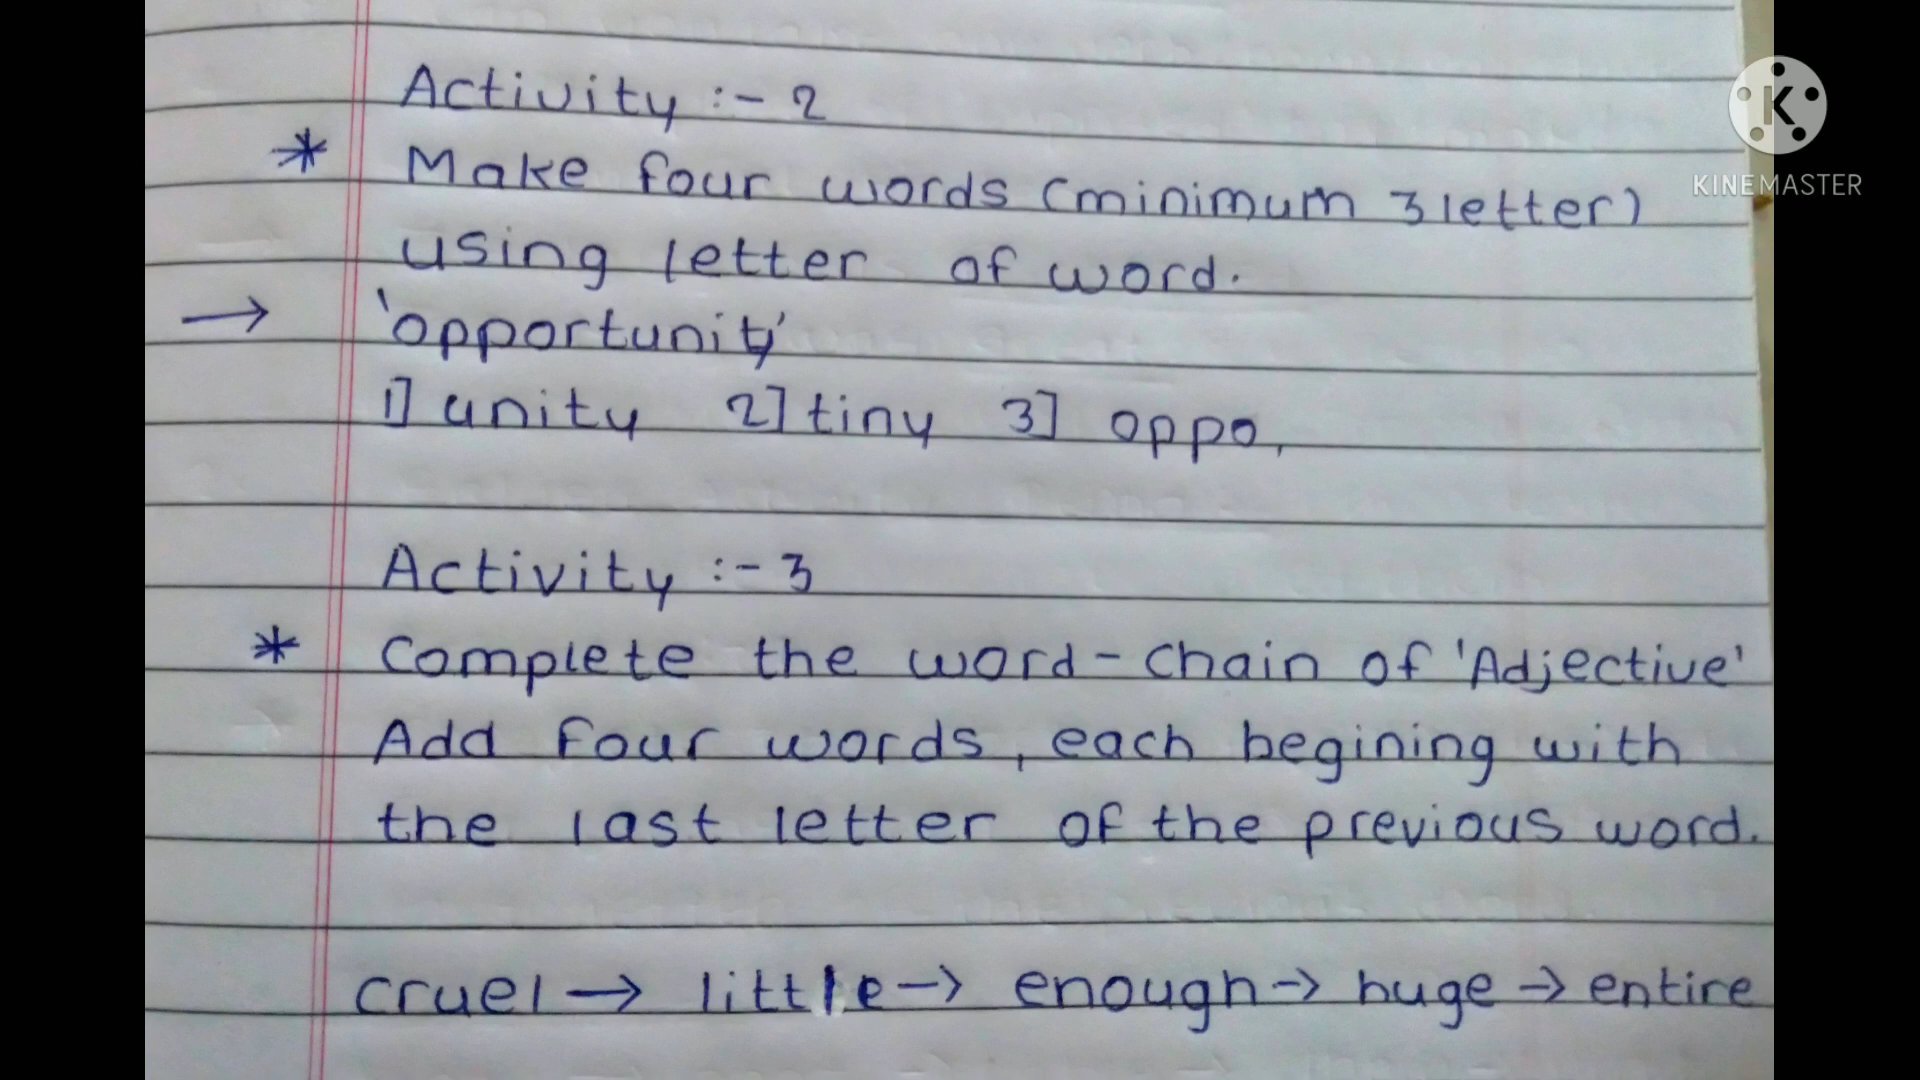 Activity :- 2
* Make four words (minimum 3 letter)
using letter of word.
→ 'opportunity'
1] unity 2] tiny 3] oppo,
Activity :- 3
* Complete the word-chain of 'Adjective'
Add four words, each begining with
the last letter of the previous word.
cruel → little → enough → huge → entire
K
KINEMASTER